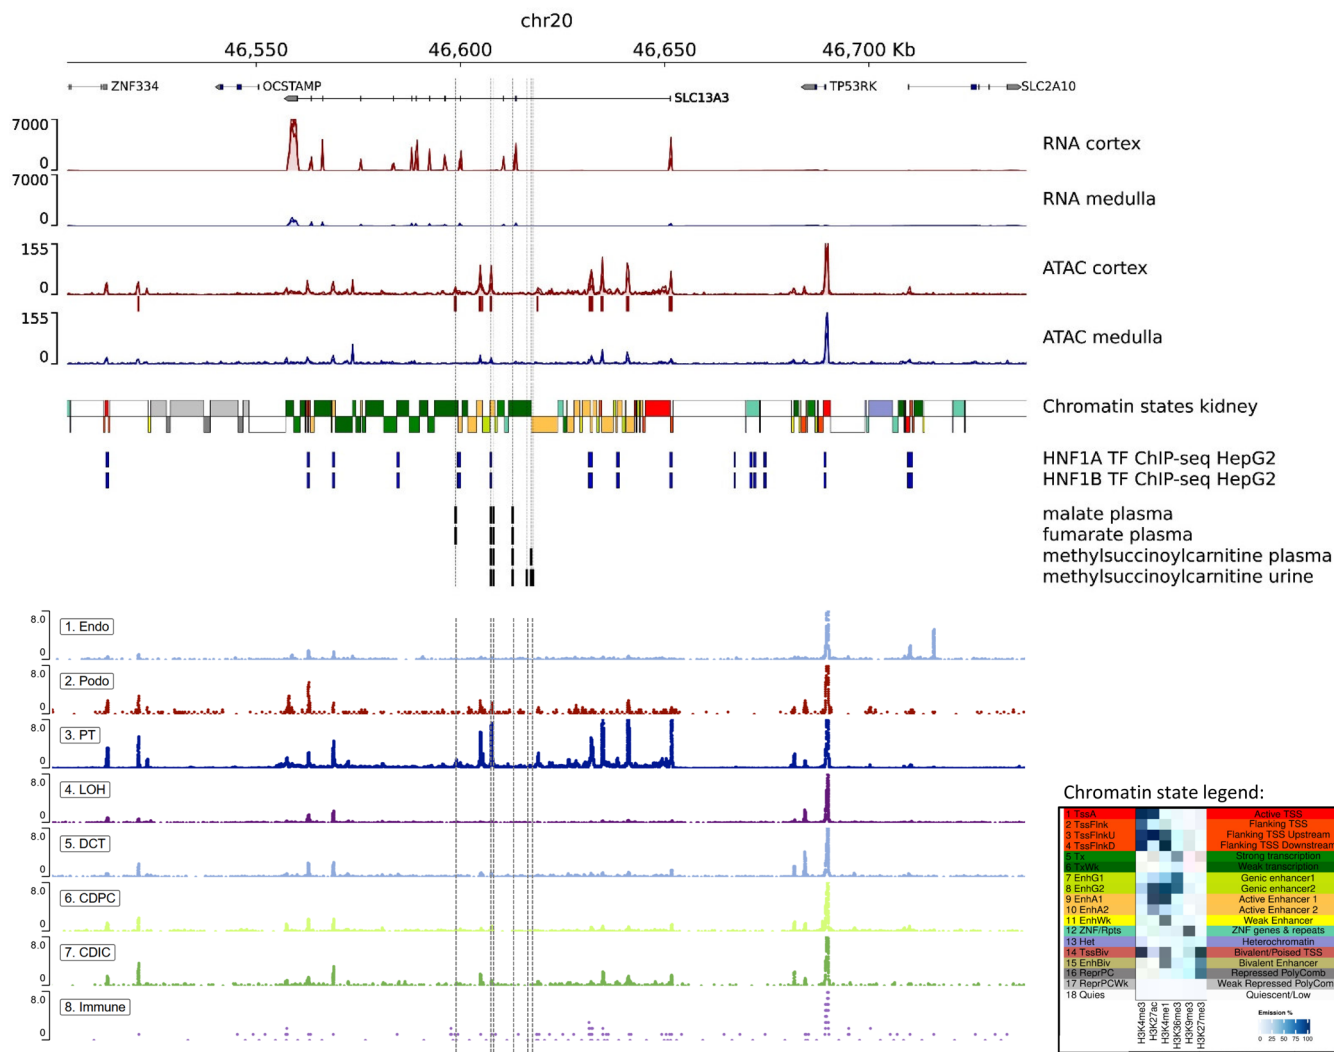 chr20
46,550 46,600 46,650 46,700 Kb
ZNF334 OCSTAMP SLC13A3 TP53RK SLC2A10
7000
0
RNA cortex
7000
0
RNA medulla
155
0
ATAC cortex
155
0
ATAC medulla
Chromatin states kidney
HNF1A TF ChIP-seq HepG2
HNF1B TF ChIP-seq HepG2
malate plasma
fumarate plasma
methylsuccinoylcarnitine plasma
methylsuccinoylcarnitine urine
8.0
1. Endo
0
8.0
2. Podo
0
8.0
3. PT
0
8.0
4. LOH
0
8.0
5. DCT
0
8.0
6. CDPC
0
8.0
7. CDIC
0
8.0
8. Immune
0
Chromatin state legend:
1 TssA Active TSS
2 TssFlnk Flanking TSS
3 TssFlnkU Flanking TSS Upstream
4 TssFlnkD Flanking TSS Downstream
5 Tx Strong transcription
6 TxWk Weak transcription
7 EnhG1 Genic enhancer1
8 EnhG2 Genic enhancer2
9 EnhA1 Active Enhancer 1
10 EnhA2 Active Enhancer 2
11 EnhWk Weak Enhancer
12 ZNF/Rpts ZNF genes & repeats
13 Het Heterochromatin
14 TssBiv Bivalent/Poised TSS
15 EnhBiv Bivalent Enhancer
16 ReprPC Repressed PolyComb
17 ReprPCWk Weak Repressed PolyCom
18 Quies Quiescent/Low
H3K4me3
H3K27ac
H3K4me1
H3K36me3
H3K9me3
H3K27me3
Emission %
0 25 50 75 100